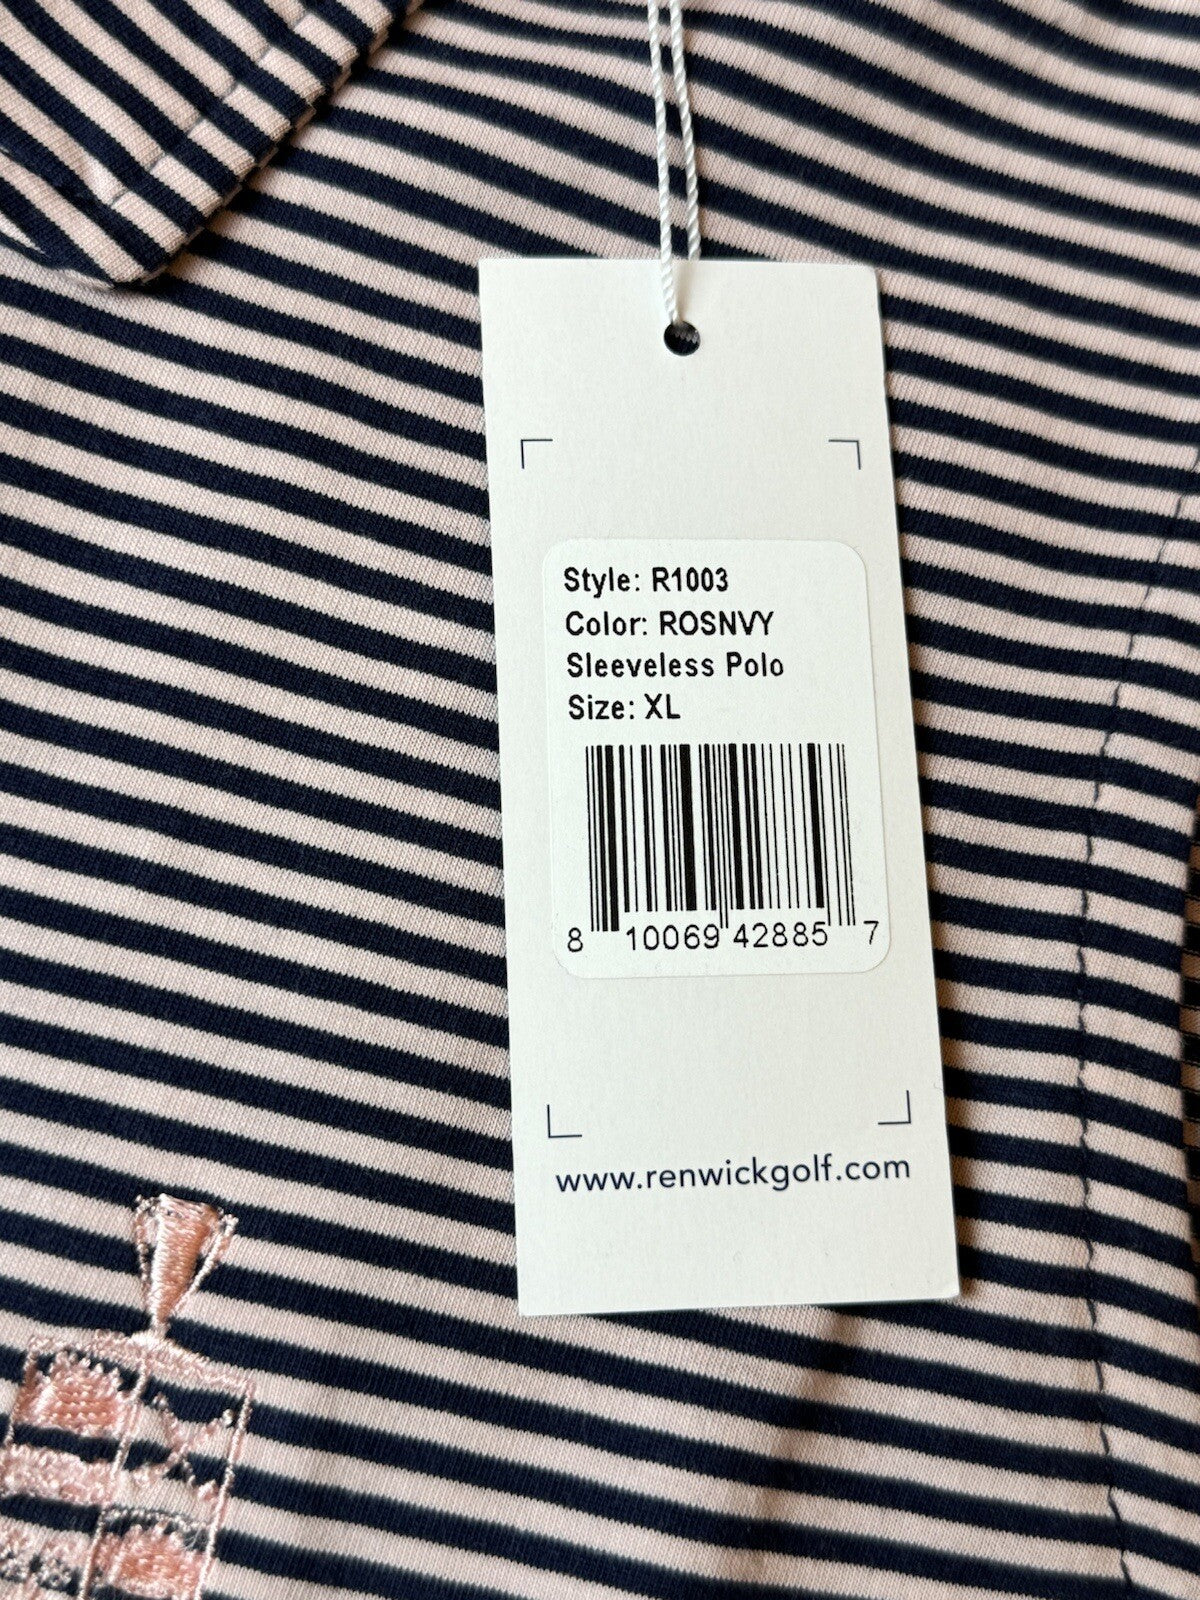 Style: R1003
Color: ROSNVY
Sleeveless Polo
Size: XL
8 10069 42885 7
www.renwickgolf.com